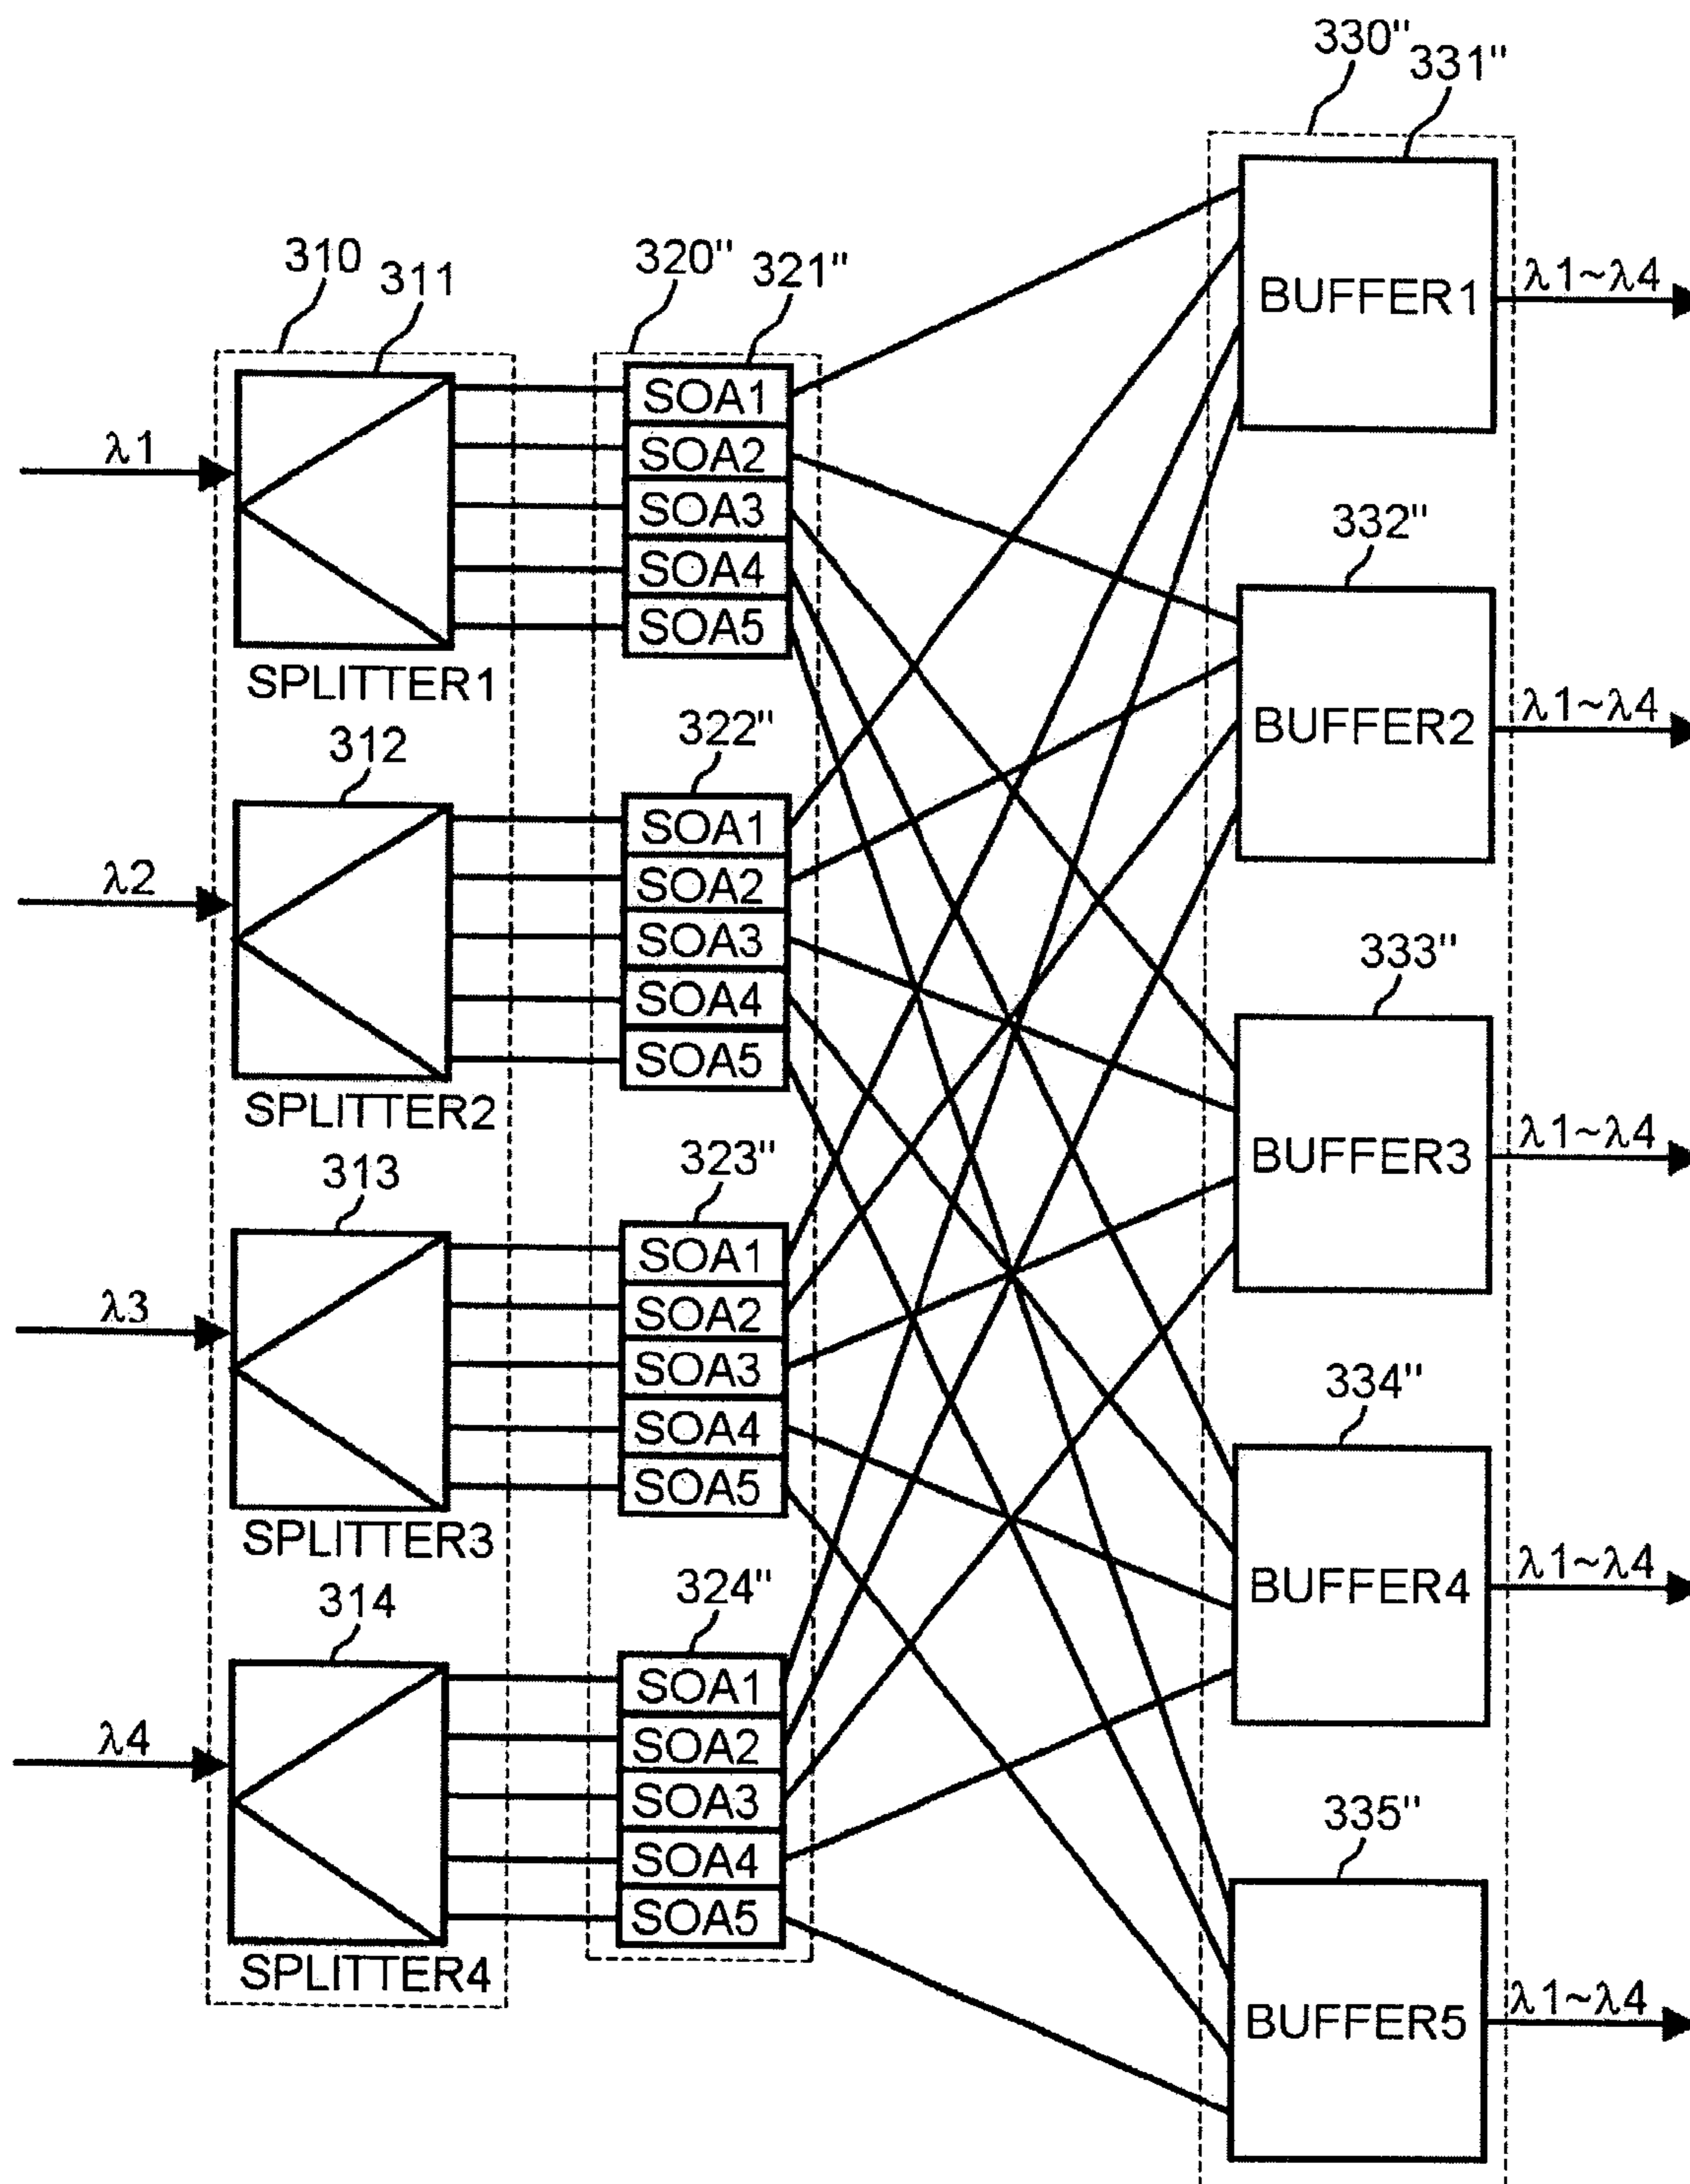 330"
331"
BUFFER1
λ1~λ4
310
311
320"
321"
λ1
SPLITTER1
SOA1
SOA2
SOA3
SOA4
SOA5
332"
BUFFER2
λ1~λ4
312
322"
λ2
SPLITTER2
SOA1
SOA2
SOA3
SOA4
SOA5
333"
BUFFER3
λ1~λ4
313
323"
λ3
SPLITTER3
SOA1
SOA2
SOA3
SOA4
SOA5
334"
BUFFER4
λ1~λ4
314
324"
λ4
SPLITTER4
SOA1
SOA2
SOA3
SOA4
SOA5
335"
BUFFER5
λ1~λ4